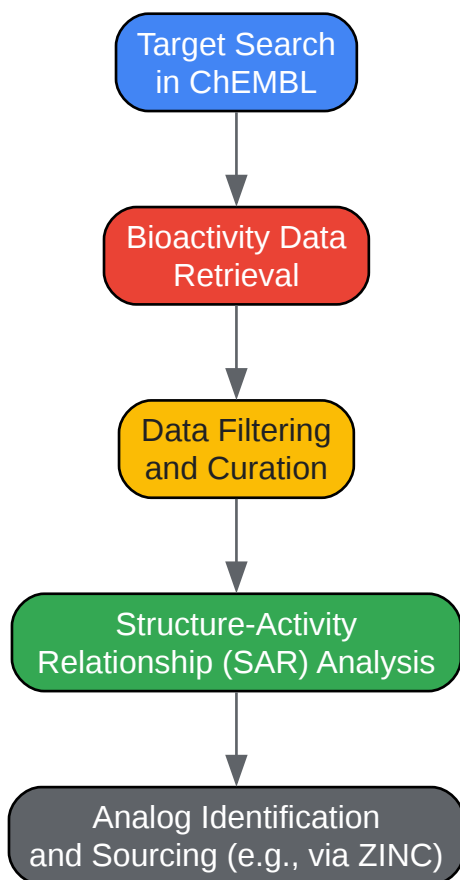 Target Search
in ChEMBL
Bioactivity Data
Retrieval
Data Filtering
and Curation
Structure-Activity
Relationship (SAR) Analysis
Analog Identification
and Sourcing (e.g., via ZINC)